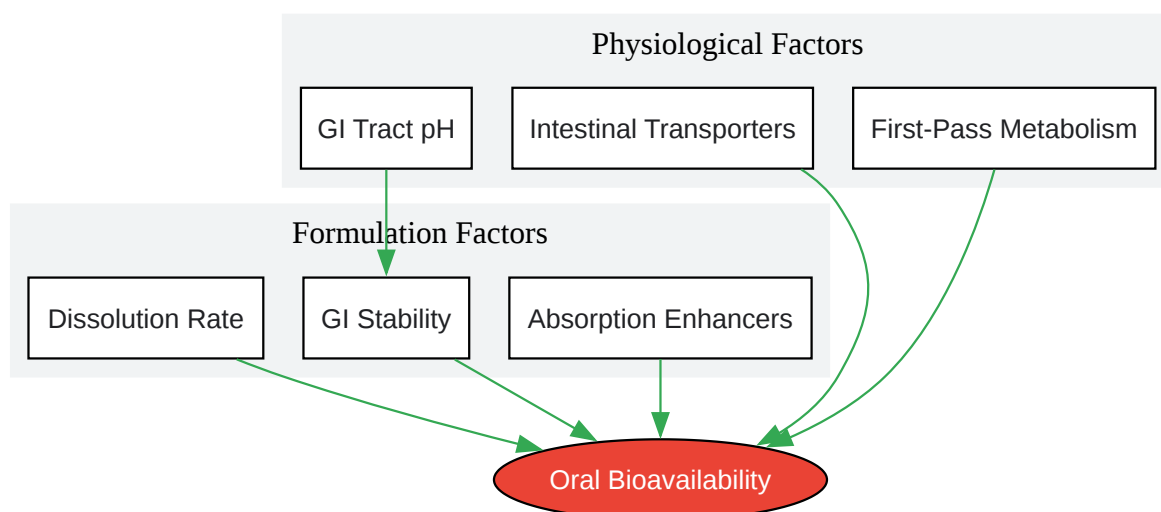 Physiological Factors
GI Tract pH
Intestinal Transporters
First-Pass Metabolism
Formulation Factors
Dissolution Rate
GI Stability
Absorption Enhancers
Oral Bioavailability